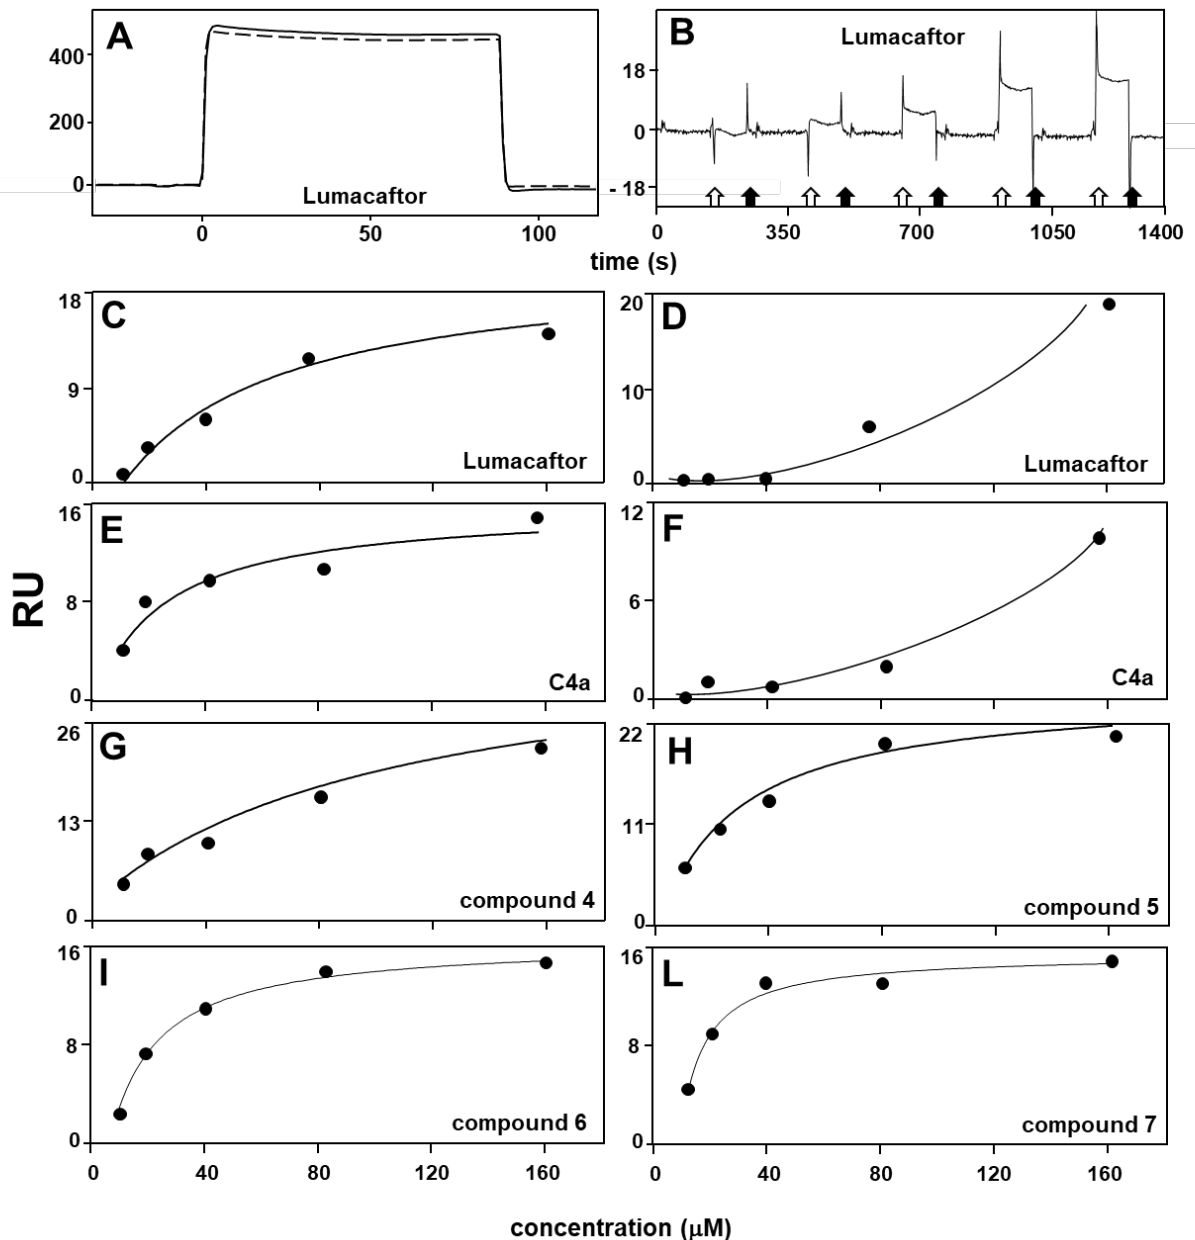 A
400
200
0
Lumacaftor
0
50
100
B
Lumacaftor
18
0
-18
0
350
700
1050
1400
time (s)
RU
C
18
9
0
Lumacaftor
D
20
10
0
Lumacaftor
E
16
8
0
C4a
F
12
6
0
C4a
G
26
13
0
compound 4
H
22
11
0
compound 5
I
16
8
0
compound 6
0
40
80
120
160
L
16
8
0
compound 7
0
40
80
120
160
concentration (μM)